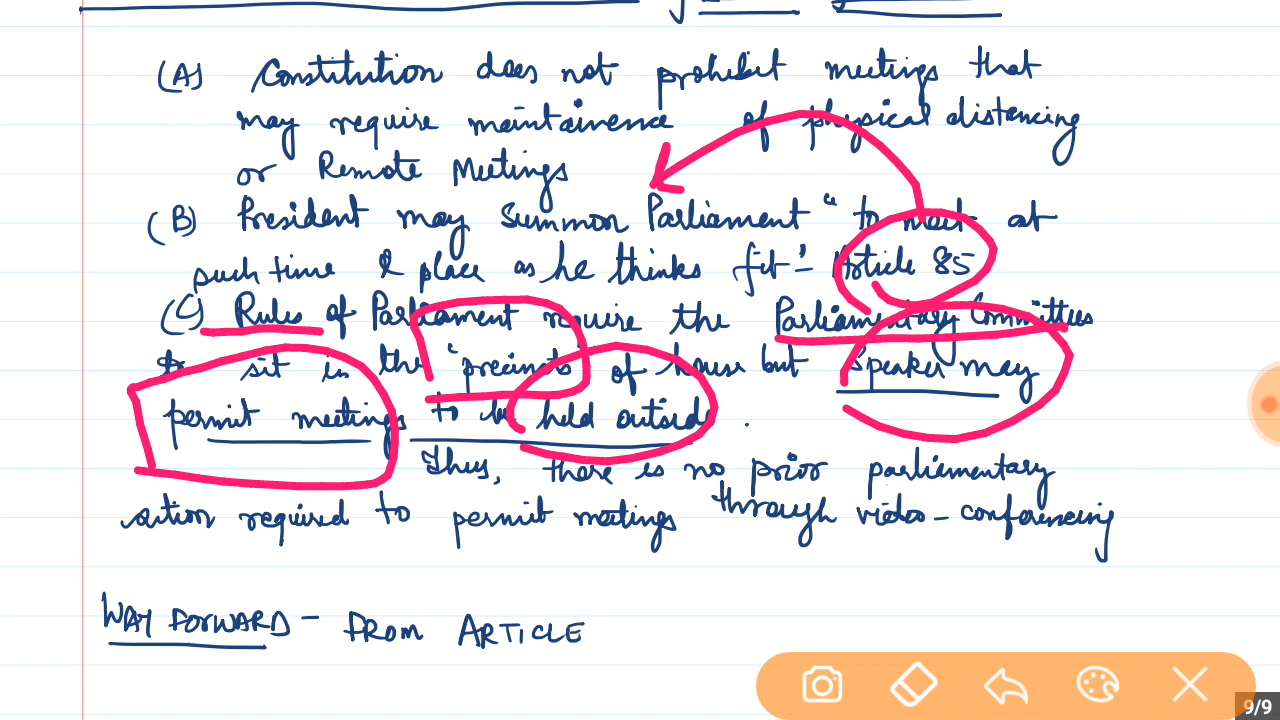 (A) Constitution does not prohibit meetings that
may require maintainence of physical distancing
or Remote Meetings
(B) President may summon Parliament "to meet at
such time & place as he thinks fit" - Article 85
(C) Rules of Parliament require the Parliamentary Committees
to sit in the 'precincts' of house but Speaker may
permit meetings to be held outside.
Thus, there is no prior parliamentary
action required to permit meetings through video-conferencing
WAY FORWARD - FROM ARTICLE
9/9